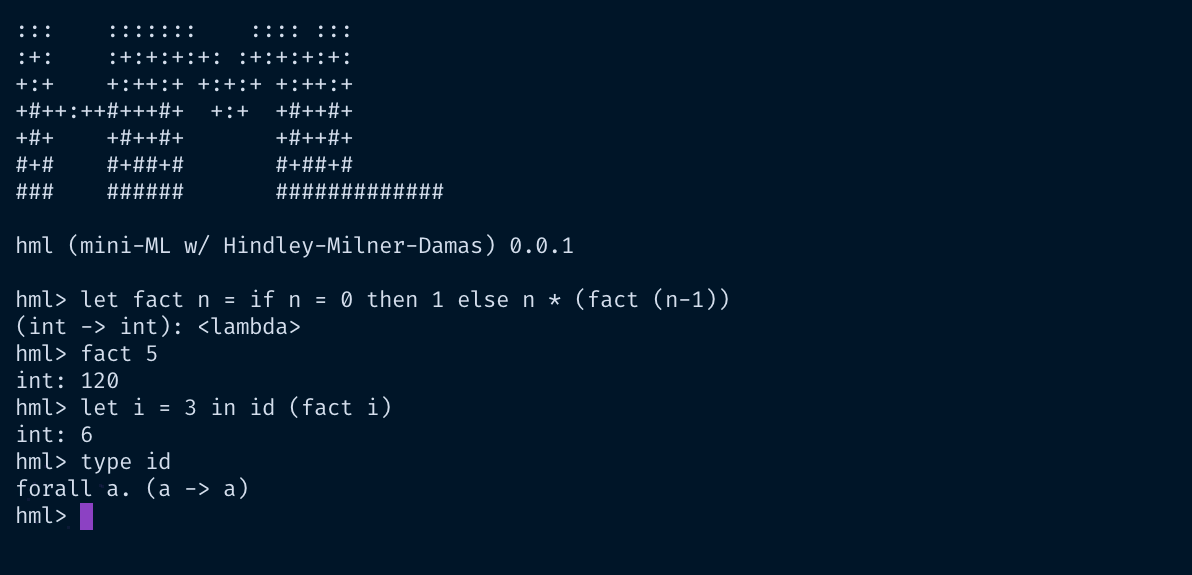 :::    :::::::    :::: :::
:+:    :+:+:+:+: :+:+:+:+:
+:+    +:++:+ +:+:+ +:++:+
+#++:++#+++#+  +:+  +#++#+
+#+    +#++#+       +#++#+
#+#    #+##+#       #+##+#
###    ######       #############
hml (mini-ML w/ Hindley-Milner-Damas) 0.0.1
hml> let fact n = if n = 0 then 1 else n * (fact (n-1))
(int -> int): <lambda>
hml> fact 5
int: 120
hml> let i = 3 in id (fact i)
int: 6
hml> type id
forall a. (a -> a)
hml>